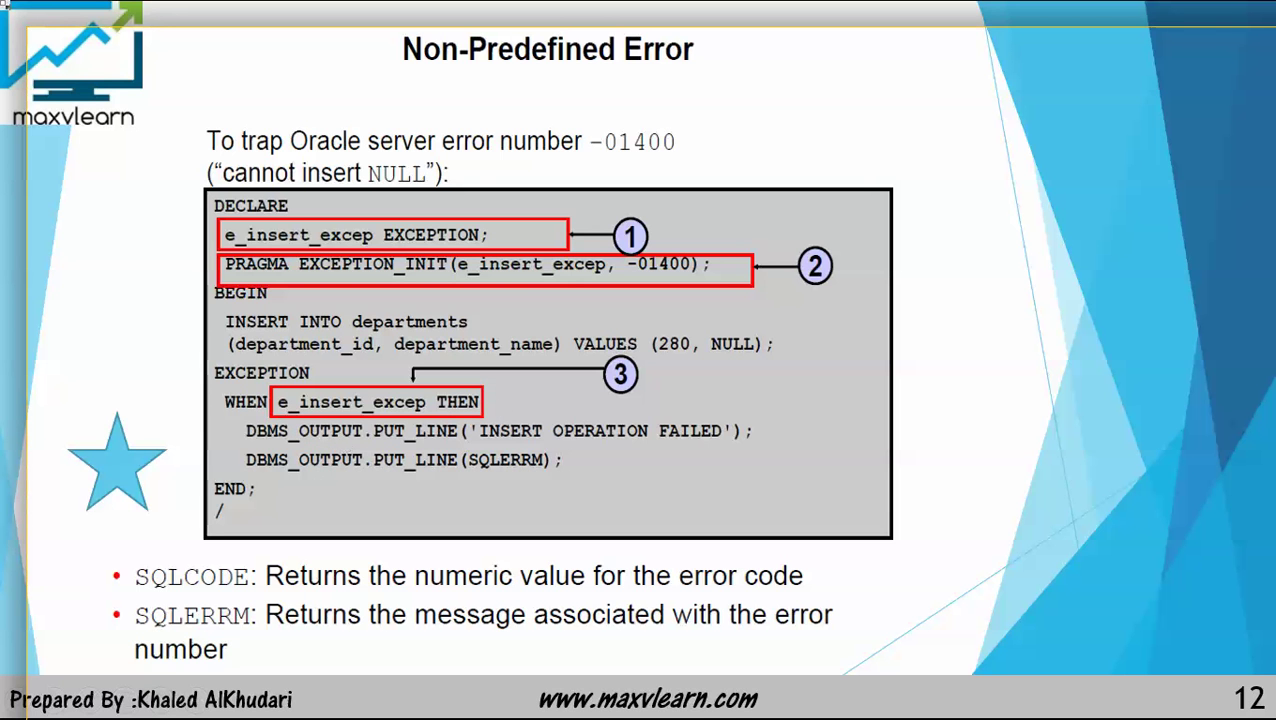 maxvlearn
Non-Predefined Error
To trap Oracle server error number -01400
(“cannot insert NULL”):
DECLARE
e_insert_excep EXCEPTION;
1
PRAGMA EXCEPTION_INIT(e_insert_excep, -01400);
2
BEGIN
INSERT INTO departments
(department_id, department_name) VALUES (280, NULL);
EXCEPTION
3
WHEN e_insert_excep THEN
DBMS_OUTPUT.PUT_LINE('INSERT OPERATION FAILED');
DBMS_OUTPUT.PUT_LINE(SQLERRM);
END;
/
• SQLCODE: Returns the numeric value for the error code
• SQLERRM: Returns the message associated with the error
number
Prepared By :Khaled AlKhudari
www.maxvlearn.com
12